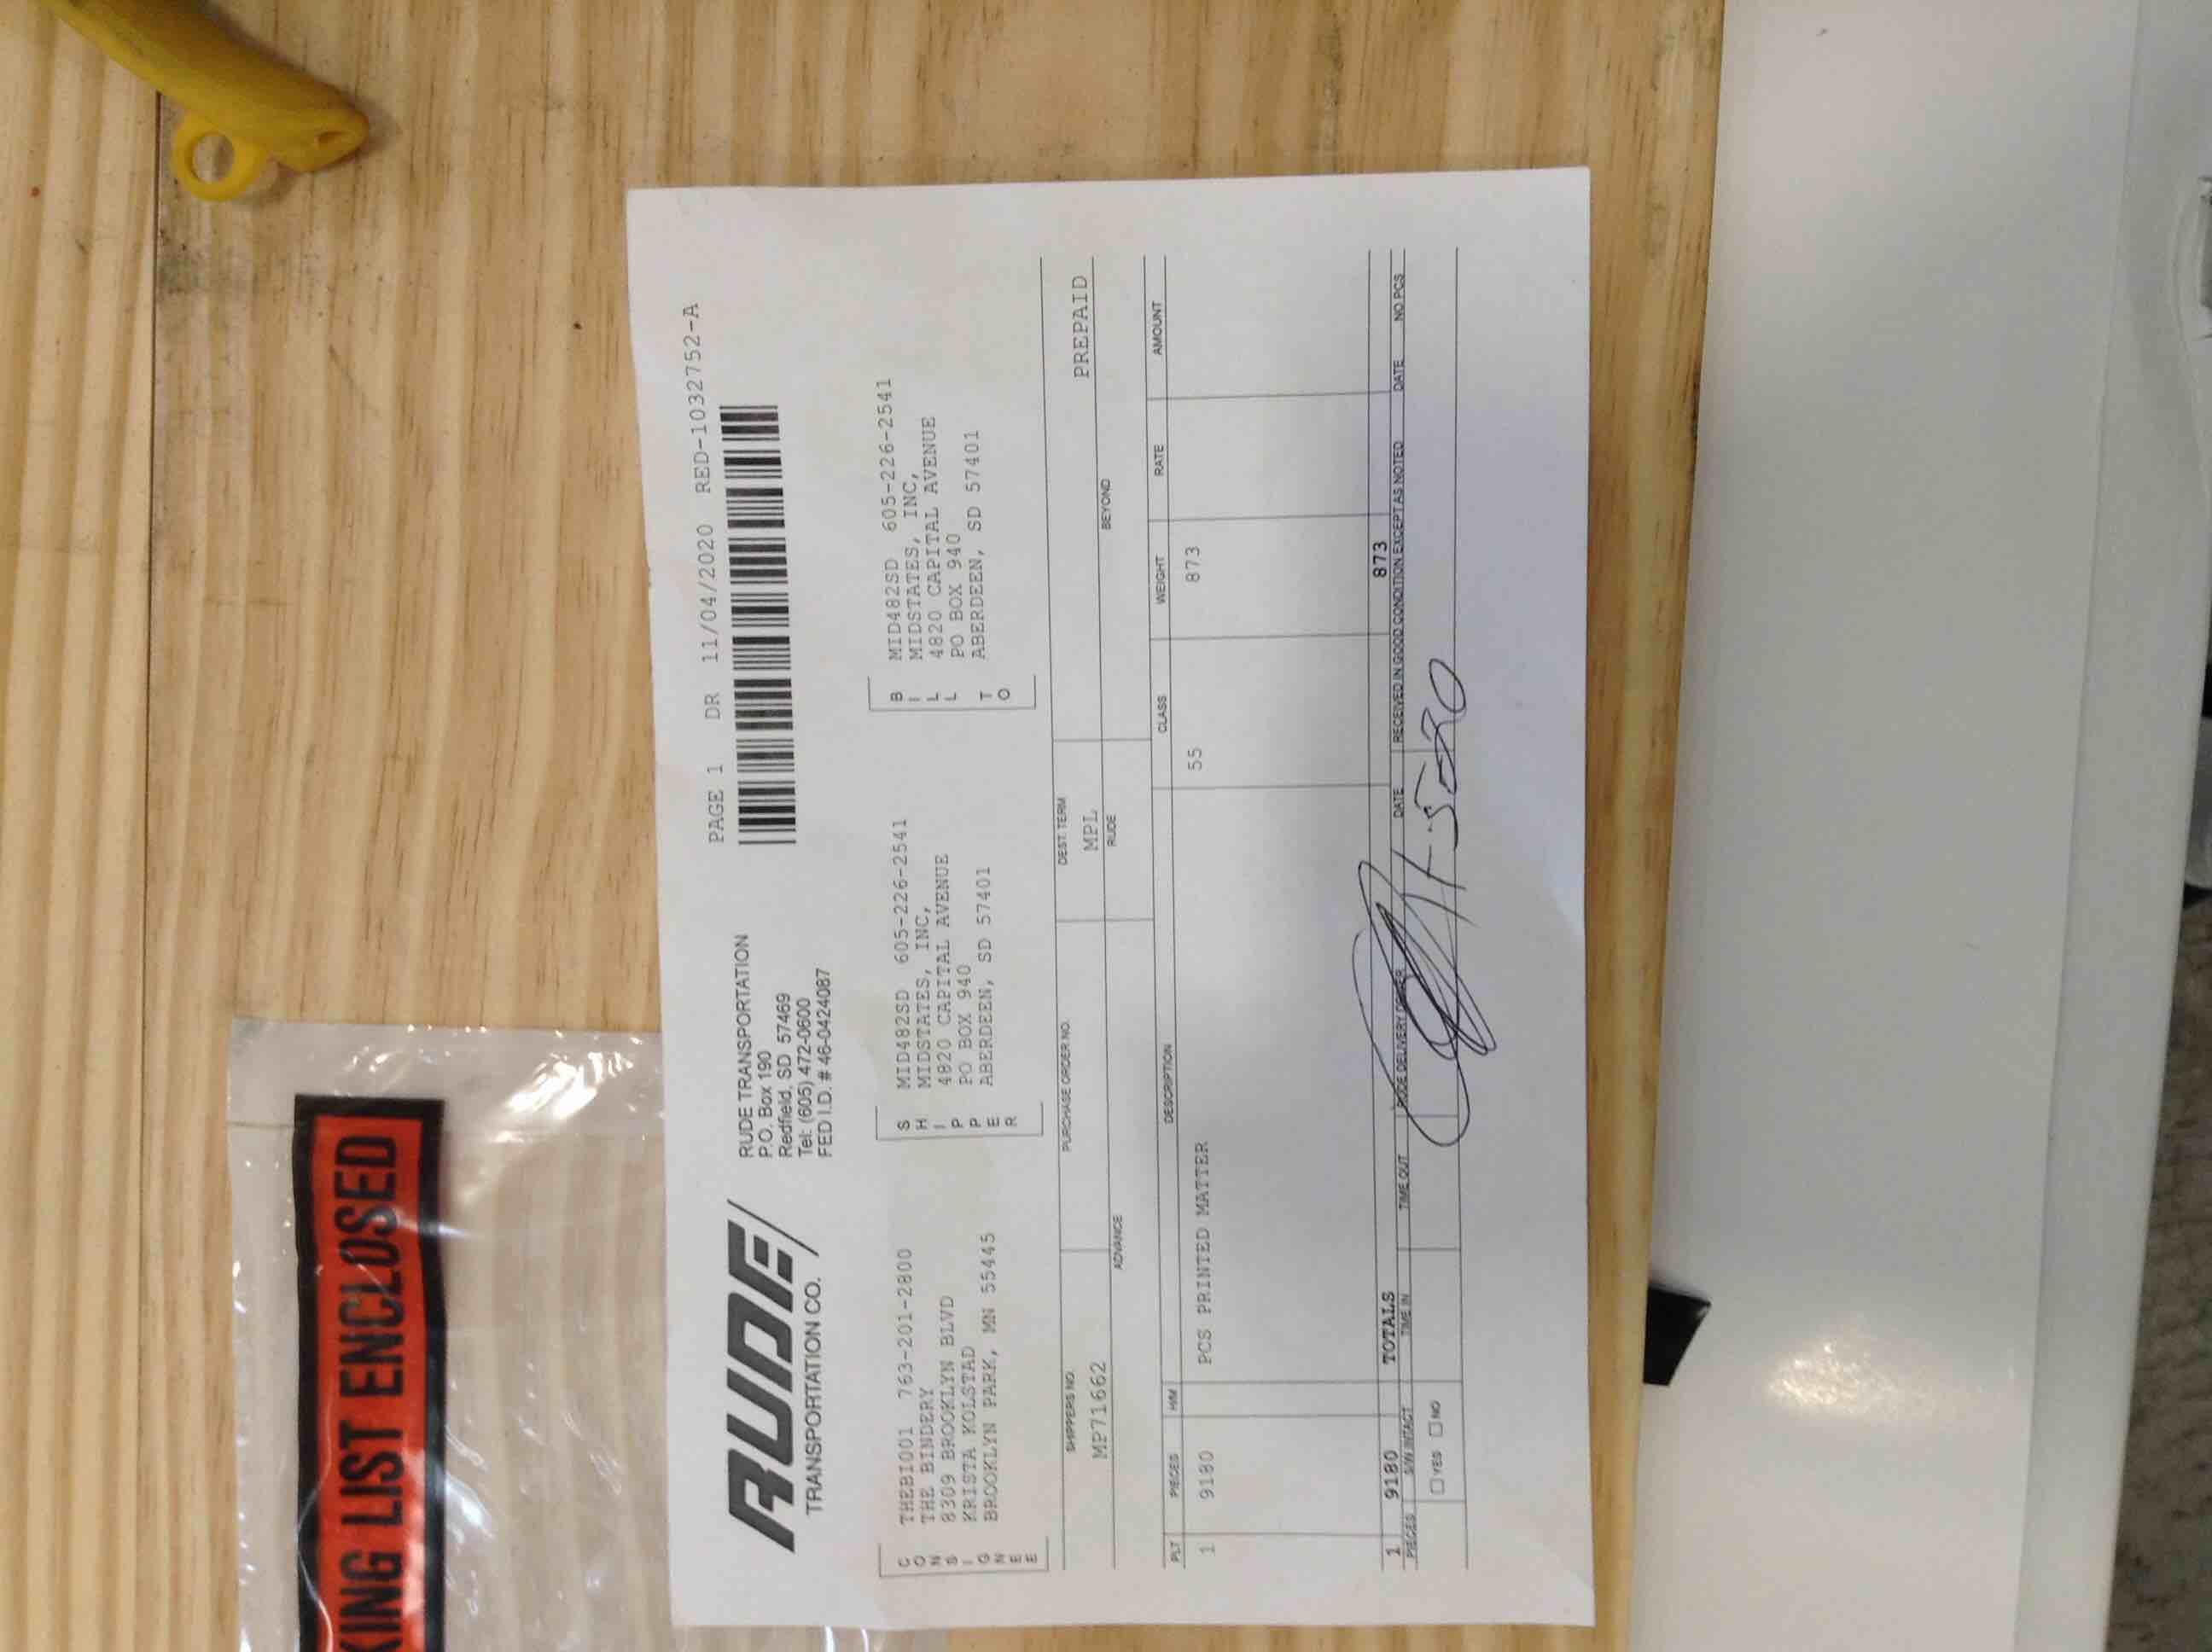 KING LIST ENCLOSED
RUDE
TRANSPORTATION CO.
RUDE TRANSPORTATION
P.O. Box 190
Redfield, SD 57469
Tel: (605) 472-0600
FED I.D. # 46-0424087
PAGE 1 DR 11/04/2020 RED-1032752-A
CONSIGNEE
THEBI001 763-201-2800
THE BINDERY
8309 BROOKLYN BLVD
KRISTA KOLSTAD
BROOKLYN PARK, MN 55445
SHIPPER
MID482SD 605-226-2541
MIDSTATES, INC,
4820 CAPITAL AVENUE
PO BOX 940
ABERDEEN, SD 57401
BILL TO
MID482SD 605-226-2541
MIDSTATES, INC,
4820 CAPITAL AVENUE
PO BOX 940
ABERDEEN, SD 57401
SHIPPERS NO. PURCHASE ORDER NO. DEST. TERM
MP71662 MPL PREPAID
ADVANCE RUDE BEYOND
PLT PIECES H/M DESCRIPTION CLASS WEIGHT RATE AMOUNT
1 9180 PCS PRINTED MATTER 55 873
1 9180 TOTALS 873
PIECES S/W INTACT TIME IN TIME OUT RUDE DELIVERY DRIVER DATE RECEIVED IN GOOD CONDITION EXCEPT AS NOTED DATE NO. PCS
YES NO